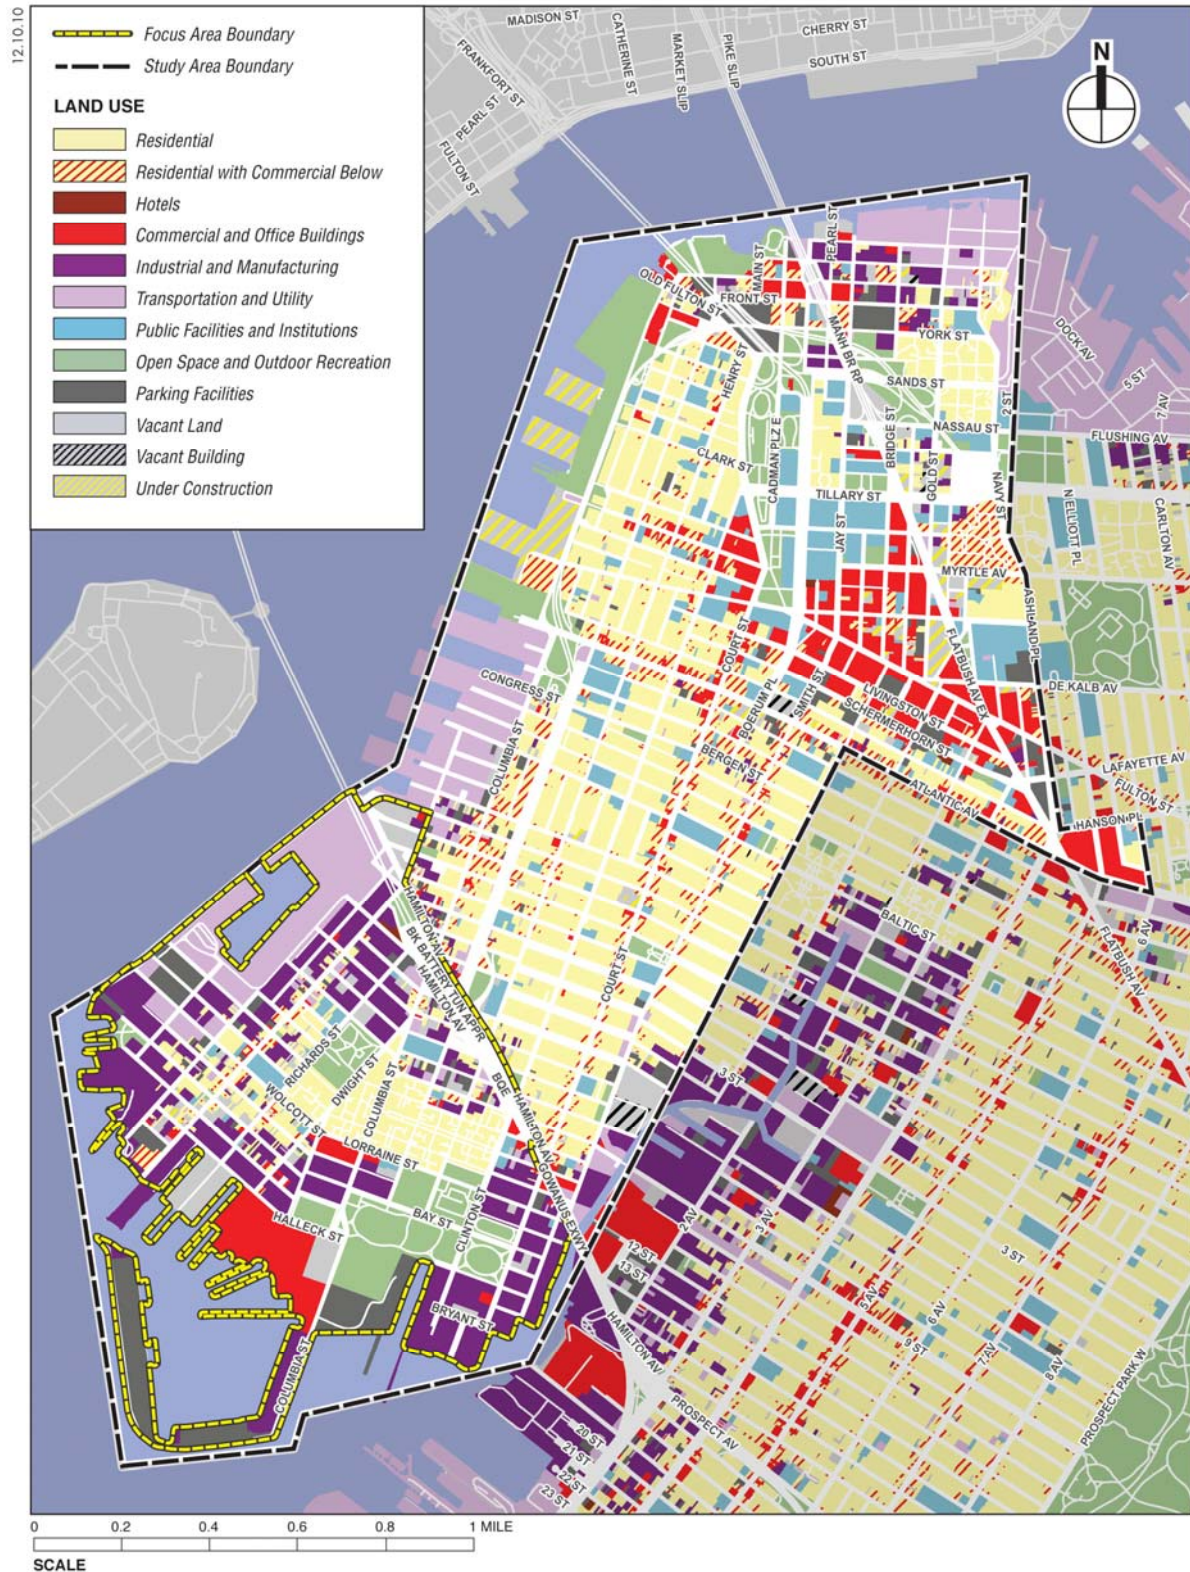 12.10.10
Focus Area Boundary
Study Area Boundary
LAND USE
Residential
Residential with Commercial Below
Hotels
Commercial and Office Buildings
Industrial and Manufacturing
Transportation and Utility
Public Facilities and Institutions
Open Space and Outdoor Recreation
Parking Facilities
Vacant Land
Vacant Building
Under Construction
MADISON ST
CATHERINE ST
MARKET SLIP
PIKE SLIP
CHERRY ST
SOUTH ST
FRANKFORT ST
PEARL ST
FULTON ST
N
OLD FULTON ST
FRONT ST
MAIN ST
PEARL ST
MANH BR RP
YORK ST
DOCK AV
5 ST
7 AV
HENRY ST
SANDS ST
2 ST
NASSAU ST
FLUSHING AV
CLARK ST
CADMAN PLZ E
BRIDGE ST
GOLD ST
TILLARY ST
NAVY ST
JAY ST
N ELLIOTT PL
CARLTON AV
MYRTLE AV
ASHLAND PL
COURT ST
FLATBUSH AV EX
DE KALB AV
CONGRESS ST
BOERUM PL
SMITH ST
LIVINGSTON ST
SCHERMERHORN ST
COLUMBIA ST
BERGEN ST
ATLANTIC AV
LAFAYETTE AV
FULTON ST
HANSON PL
HAMILTON AV
BK BATTERY TUN APPR
HAMILTON AV
COURT ST
BALTIC ST
6 AV
FLATBUSH AV
RICHARDS ST
DWIGHT ST
COLUMBIA ST
WOLCOTT ST
LORRAINE ST
BQE
HAMILTON AV
GOWANUS EXWY
3 ST
HALLECK ST
BAY ST
CLINTON ST
2 AV
3 AV
12 ST
13 ST
3 ST
BRYANT ST
COLUMBIA ST
HAMILTON AV
5 AV
6 AV
9 ST
7 AV
8 AV
PROSPECT AV
PROSPECT PARK W
20 ST
21 ST
22 ST
23 ST
0 0.2 0.4 0.6 0.8 1 MILE
SCALE